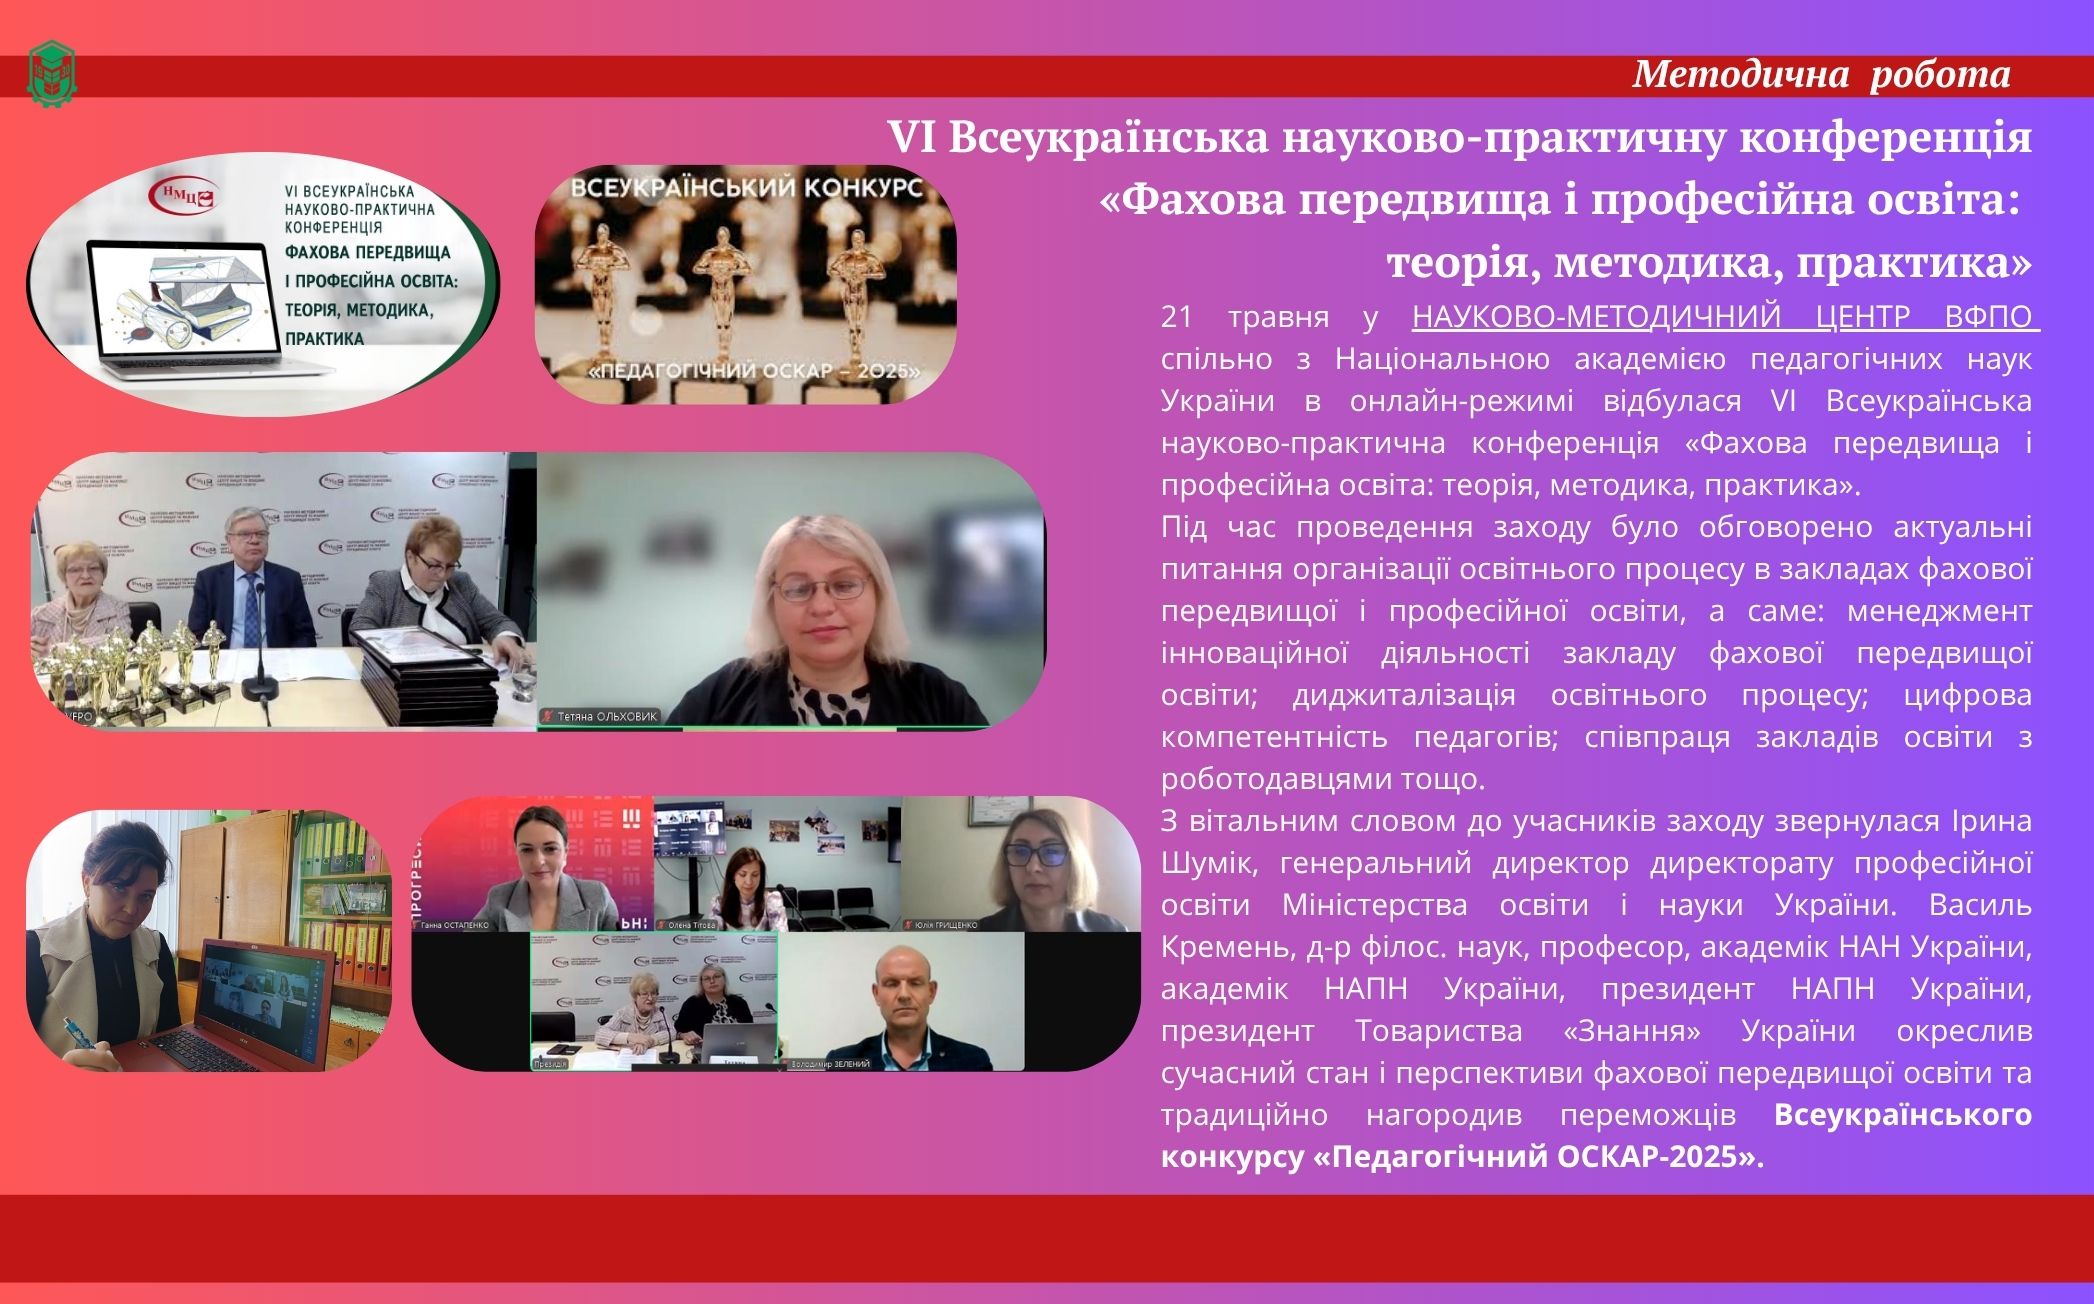 Методична робота
VI Всеукраїнська науково-практичну конференція
«Фахова передвища і професійна освіта:
теорія, методика, практика»
НМЦ
VI ВСЕУКРАЇНСЬКА
НАУКОВО-ПРАКТИЧНА
КОНФЕРЕНЦІЯ
ФАХОВА ПЕРЕДВИЩА
І ПРОФЕСІЙНА ОСВІТА:
ТЕОРІЯ, МЕТОДИКА,
ПРАКТИКА
ВСЕУКРАЇНСЬКИЙ КОНКУРС
«ПЕДАГОГІЧНИЙ ОСКАР – 2025»
Тетяна ОЛЬХОВИК
Ганна ОСТАПЕНКО
Олена Тітова
Юлія ГРИЩЕНКО
Президія
Володимир ЗЕЛЕНИЙ
21 травня у НАУКОВО-МЕТОДИЧНИЙ ЦЕНТР ВФПО
спільно з Національною академією педагогічних наук
України в онлайн-режимі відбулася VI Всеукраїнська
науково-практична конференція «Фахова передвища і
професійна освіта: теорія, методика, практика».
Під час проведення заходу було обговорено актуальні
питання організації освітнього процесу в закладах фахової
передвищої і професійної освіти, а саме: менеджмент
інноваційної діяльності закладу фахової передвищої
освіти; диджиталізація освітнього процесу; цифрова
компетентність педагогів; співпраця закладів освіти з
роботодавцями тощо.
З вітальним словом до учасників заходу звернулася Ірина
Шумік, генеральний директор директорату професійної
освіти Міністерства освіти і науки України. Василь
Кремень, д-р філос. наук, професор, академік НАН України,
академік НАПН України, президент НАПН України,
президент Товариства «Знання» України окреслив
сучасний стан і перспективи фахової передвищої освіти та
традиційно нагородив переможців Всеукраїнського
конкурсу «Педагогічний ОСКАР-2025».